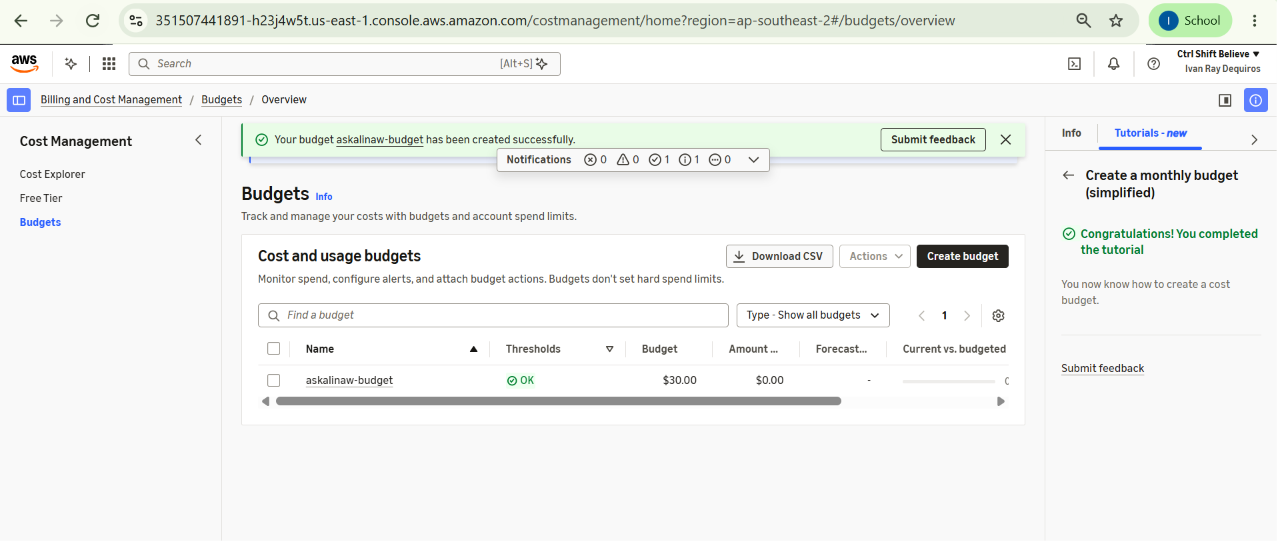 351507441891-h23j4w5t.us-east-1.console.aws.amazon.com/costmanagement/home?region=ap-southeast-2#/budgets/overview
I School
aws
Search [Alt+S]
Ctrl Shift Believe ▼
Ivan Ray Dequiros
Billing and Cost Management / Budgets / Overview
Cost Management
Cost Explorer
Free Tier
Budgets
Your budget askalinaw-budget has been created successfully.
Submit feedback
Notifications 0 0 1 1 0
Budgets Info
Track and manage your costs with budgets and account spend limits.
Cost and usage budgets
Download CSV
Actions
Create budget
Monitor spend, configure alerts, and attach budget actions. Budgets don't set hard spend limits.
Find a budget
Type - Show all budgets
1
Name Thresholds Budget Amount ... Forecast... Current vs. budgeted
askalinaw-budget OK $30.00 $0.00 -
Info
Tutorials - new
Create a monthly budget
(simplified)
Congratulations! You completed
the tutorial
You now know how to create a cost
budget.
Submit feedback